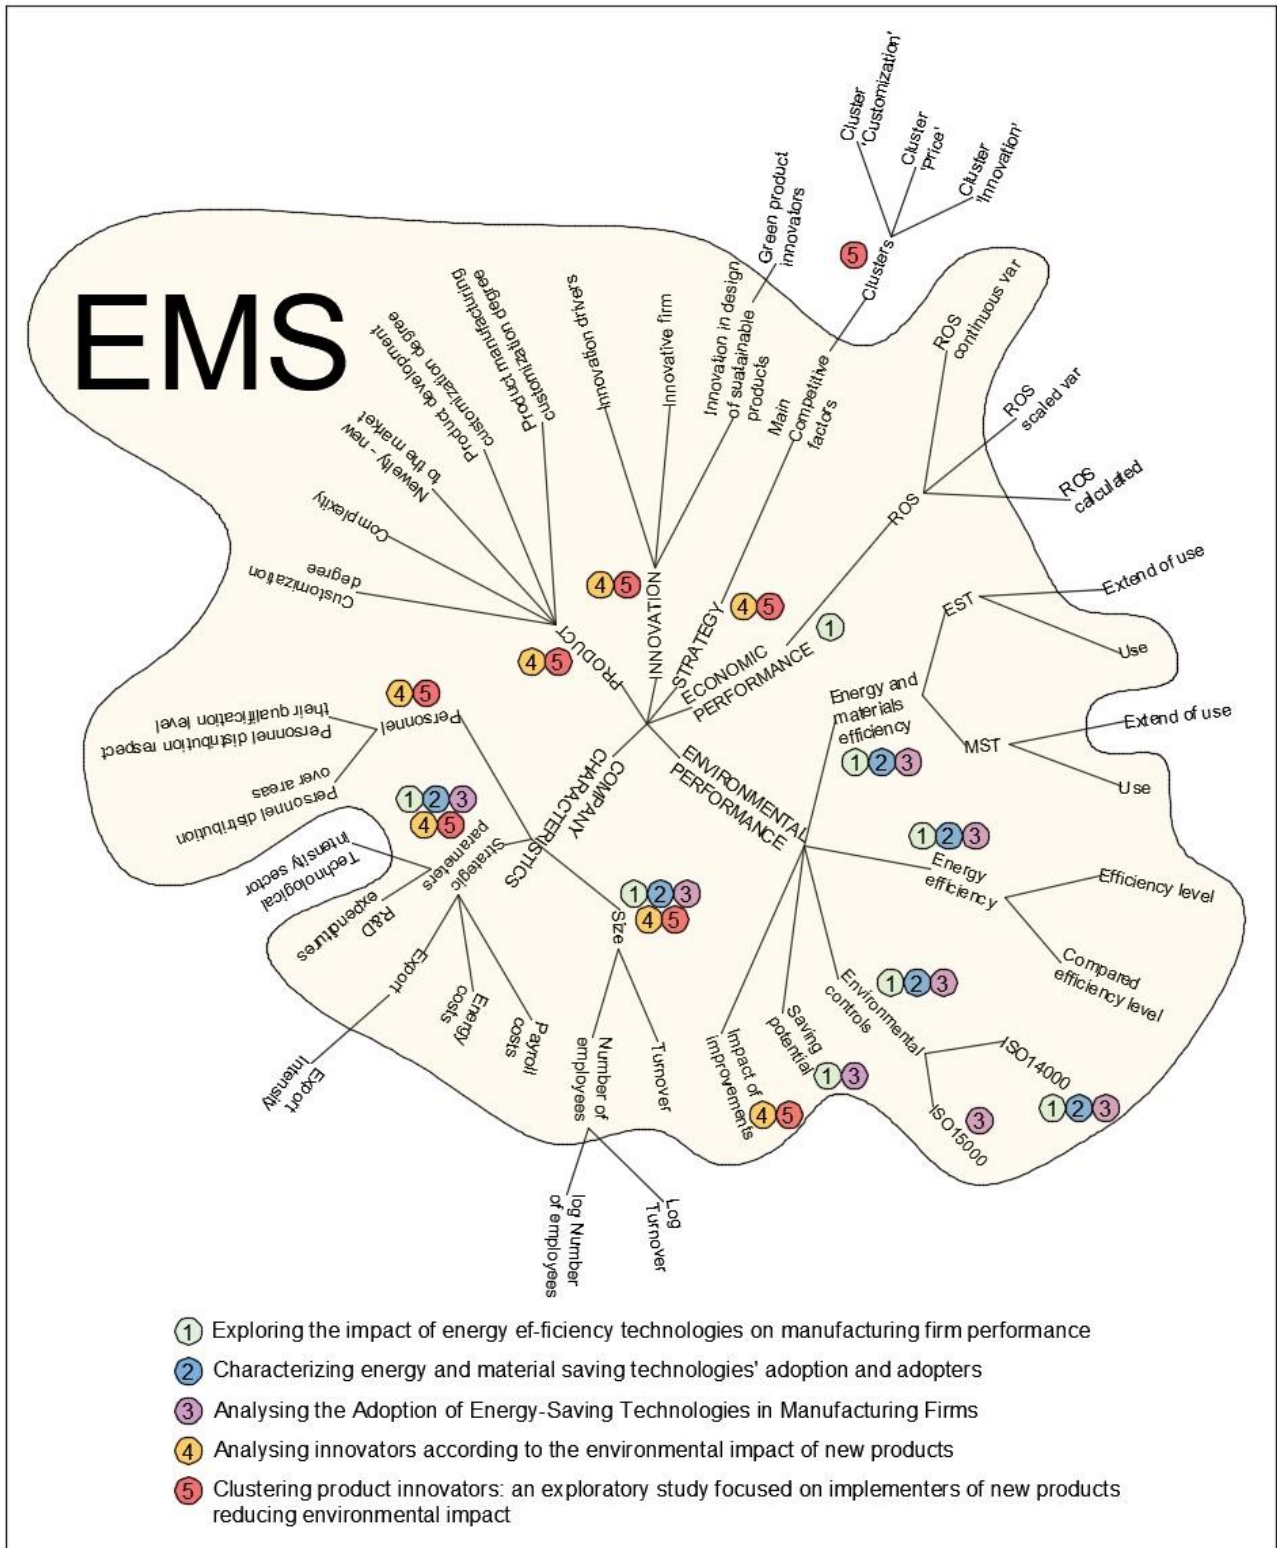 EMS
Cluster
'Customization'
Cluster
'Price'
Cluster
'Innovation'
Clusters
5
Green product
innovators
Innovation in design
of suatainable
products
Innovative firm
Innovation drivers
Product manufacturing
customization degree
Product development
customization degree
Newelty - new
to the market
Complexity
Customization
degree
Main
Competitive
factors
ROS
continuous var
ROS
scaled var
ROS
calculated
ROS
PRODUCT
4 5
INNOVATION
4 5
STRATEGY
4 5
ECONOMIC
PERFORMANCE
1
ENVIRONMENTAL
PERFORMANCE
COMPANY
CHARACTERISTICS
Energy and
materials
efficiency
1 2 3
EST
Extend of use
Use
MST
Extend of use
Use
1 2 3
Energy
efficiency
Efficiency level
Compared
efficiency level
Environmental
controls
1 2 3
ISO14000
1 2 3
ISO15000
3
Saving
potential
1 3
Impact of
improvements
4 5
Personnel
4 5
Personnel distribution respect
their qualification level
Personnel distribution
over areas
1 2 3
4 5
Strategic
parameters
Technological
intensity sector
R&D
expenditures
Export
Export
Intensity
Energy
costs
Payroll
costs
Size
1 2 3
4 5
Number of
employees
Turnover
log Number
of employees
Log
Turnover
1 Exploring the impact of energy ef-ficiency technologies on manufacturing firm performance
2 Characterizing energy and material saving technologies' adoption and adopters
3 Analysing the Adoption of Energy-Saving Technologies in Manufacturing Firms
4 Analysing innovators according to the environmental impact of new products
5 Clustering product innovators: an exploratory study focused on implementers of new products
reducing environmental impact